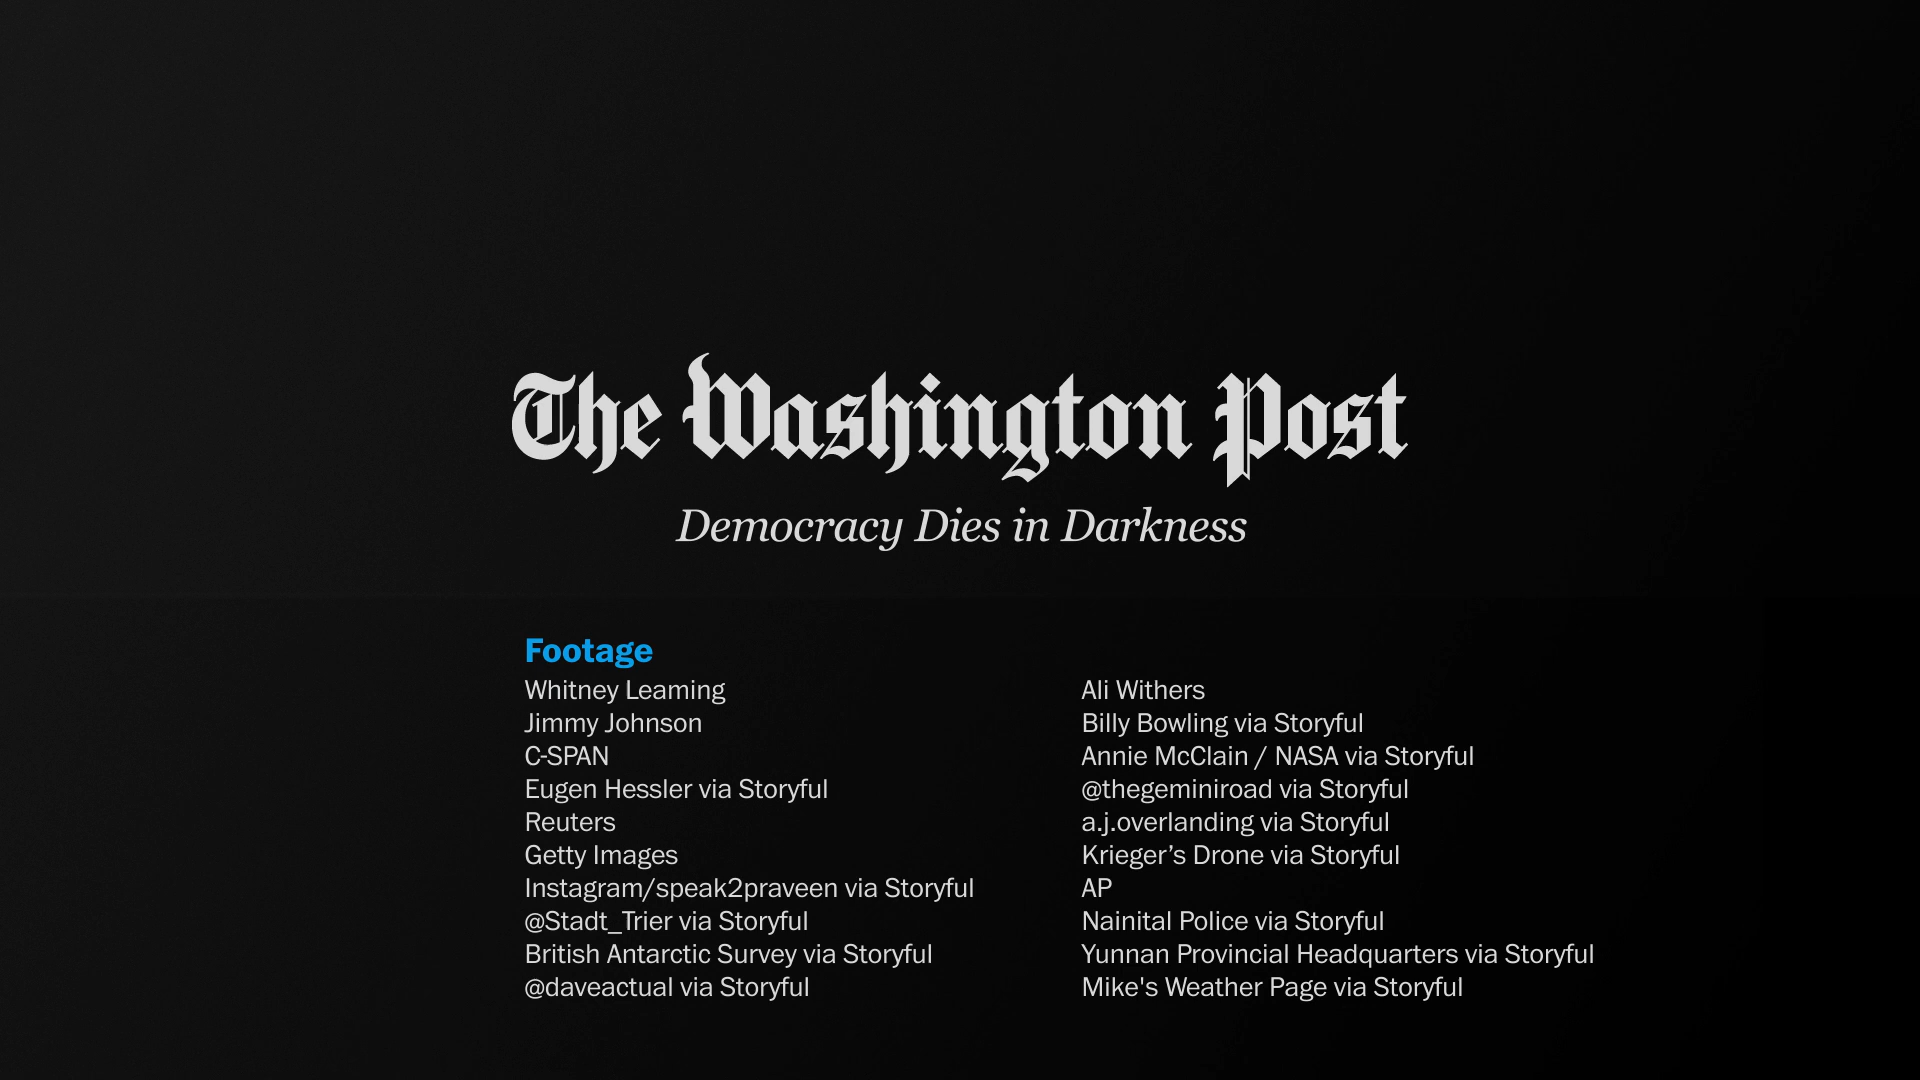 The Washington Post
Democracy Dies in Darkness
Footage
Whitney Leaming
Jimmy Johnson
C-SPAN
Eugen Hessler via Storyful
Reuters
Getty Images
Instagram/speak2praveen via Storyful
@Stadt_Trier via Storyful
British Antarctic Survey via Storyful
@daveactual via Storyful
Ali Withers
Billy Bowling via Storyful
Annie McClain / NASA via Storyful
@thegeminiroad via Storyful
a.j.overlanding via Storyful
Krieger’s Drone via Storyful
AP
Nainital Police via Storyful
Yunnan Provincial Headquarters via Storyful
Mike's Weather Page via Storyful